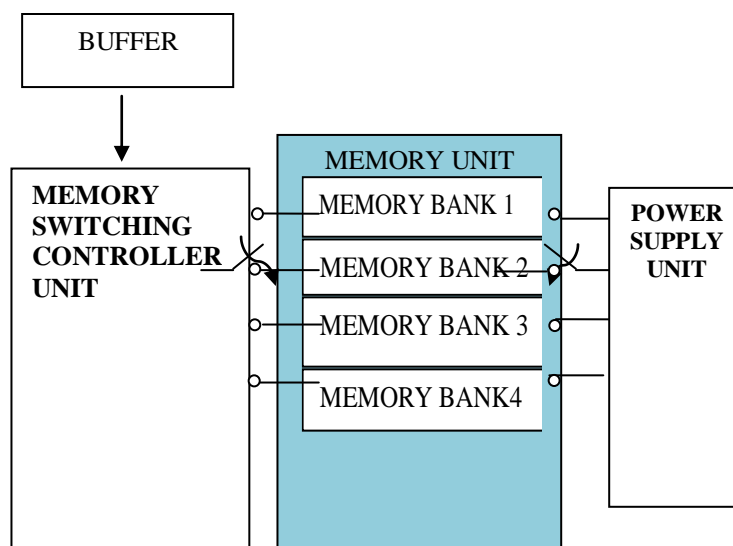 BUFFER
MEMORY UNIT
MEMORY
SWITCHING
CONTROLLER
UNIT
MEMORY BANK 1
MEMORY BANK 2
MEMORY BANK 3
MEMORY BANK4
POWER
SUPPLY
UNIT